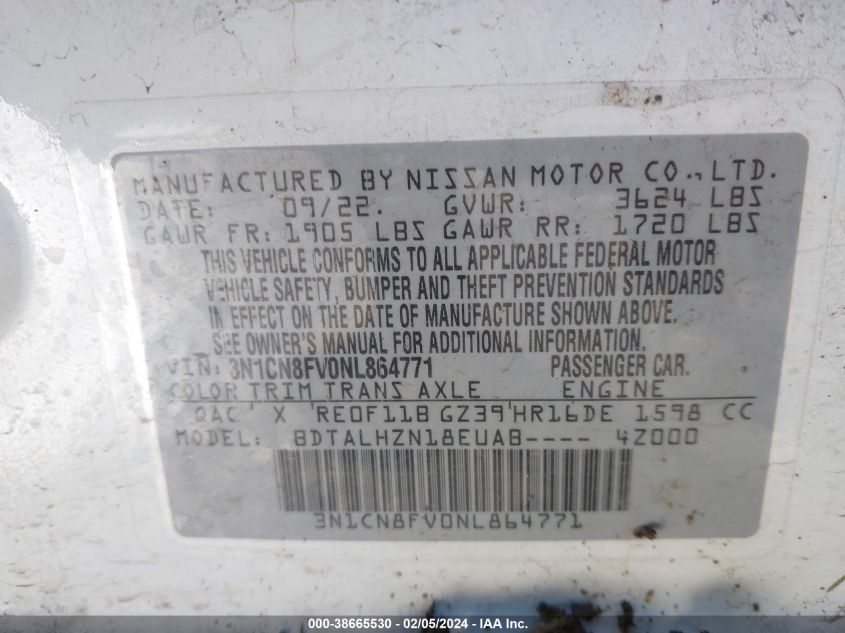 MANUFACTURED BY NISSAN MOTOR CO., LTD.
DATE: 09/22. GVWR: 3624 LBS
GAWR FR: 1905 LBS GAWR RR: 1720 LBS
THIS VEHICLE CONFORMS TO ALL APPLICABLE FEDERAL MOTOR
VEHICLE SAFETY, BUMPER AND THEFT PREVENTION STANDARDS
IN EFFECT ON THE DATE OF MANUFACTURE SHOWN ABOVE.
SEE OWNER'S MANUAL FOR ADDITIONAL INFORMATION.
VIN: 3N1CN8FV0NL864771 PASSENGER CAR.
COLOR TRIM TRANS AXLE ENGINE
QAC X RE0F11B GZ39 HR16DE 1598 CC
MODEL: BDTALHZN18EUAB---- 4Z000
3N1CN8FV0NL864771
000-38665530 - 02/05/2024 - IAAI.COM